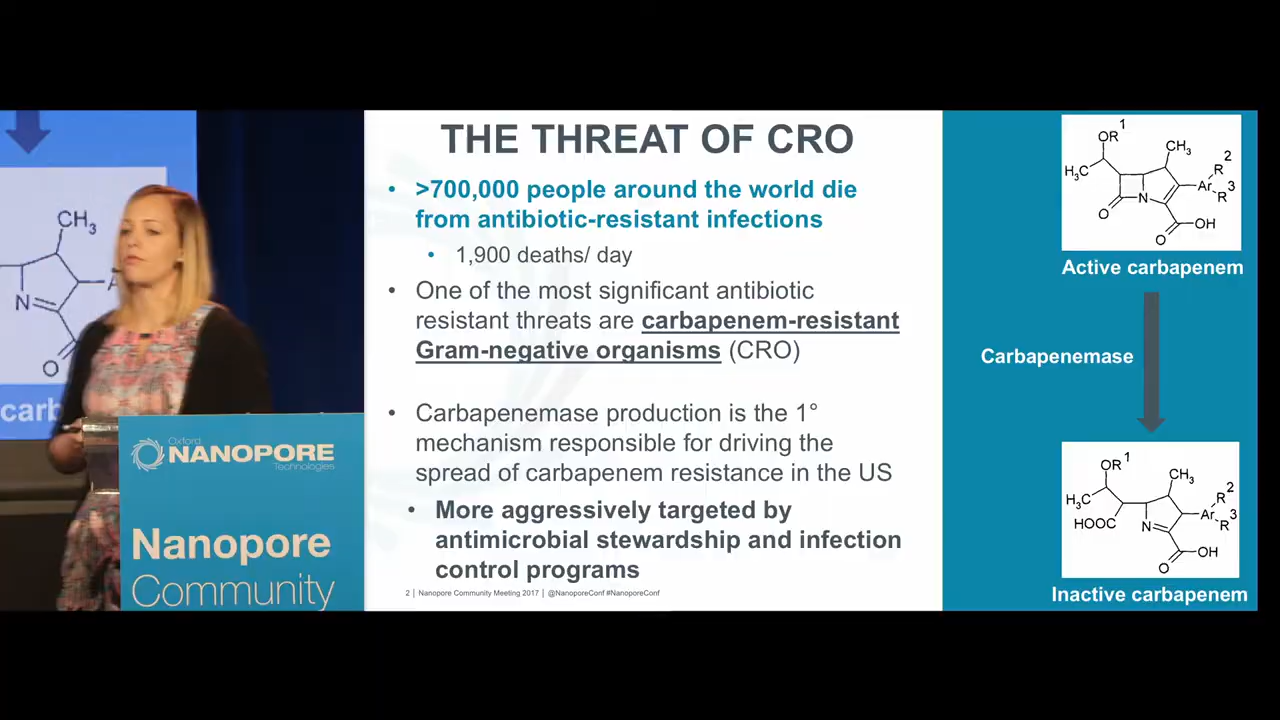 THE THREAT OF CRO
• >700,000 people around the world die
from antibiotic-resistant infections
• 1,900 deaths/ day
• One of the most significant antibiotic
resistant threats are carbapenem-resistant
Gram-negative organisms (CRO)
• Carbapenemase production is the 1°
mechanism responsible for driving the
spread of carbapenem resistance in the US
• More aggressively targeted by
antimicrobial stewardship and infection
control programs
2 | Nanopore Community Meeting 2017 | @NanoporeConf #NanoporeConf
OR1
CH3
H3C
R2
Ar
R3
N
O
OH
O
Active carbapenem
Carbapenemase
OR1
CH3
H3C
R2
HOOC
Ar
R3
N
OH
O
Inactive carbapenem
CH3
N
A
O
carb
Oxford
NANOPORE
Technologies
Nanopore
Community